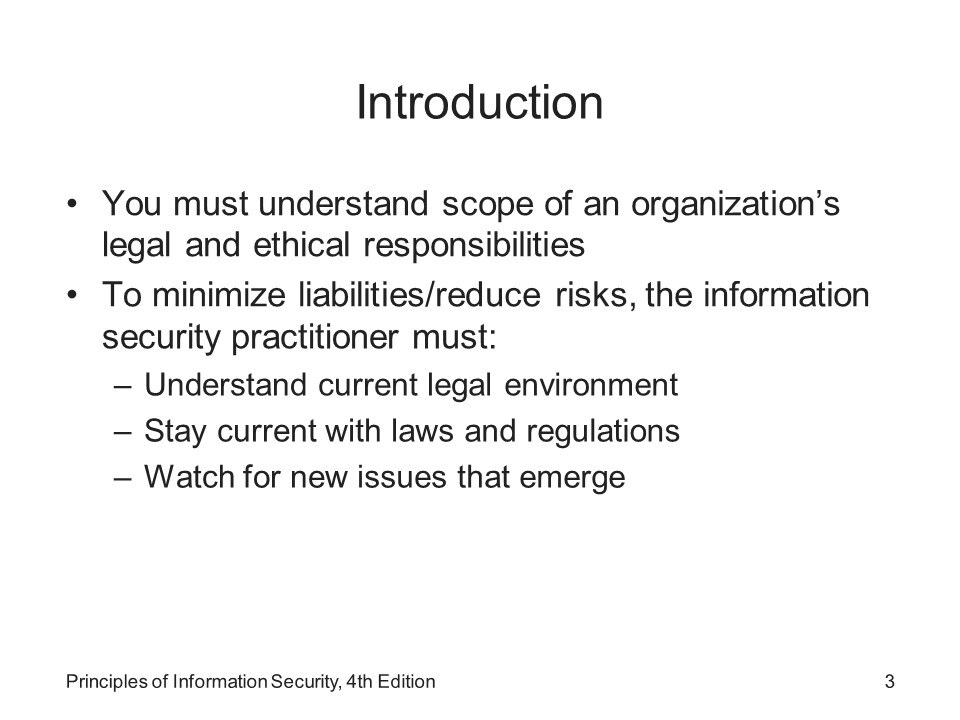 Introduction
• You must understand scope of an organization’s
legal and ethical responsibilities
• To minimize liabilities/reduce risks, the information
security practitioner must:
– Understand current legal environment
– Stay current with laws and regulations
– Watch for new issues that emerge
Principles of Information Security, 4th Edition 3